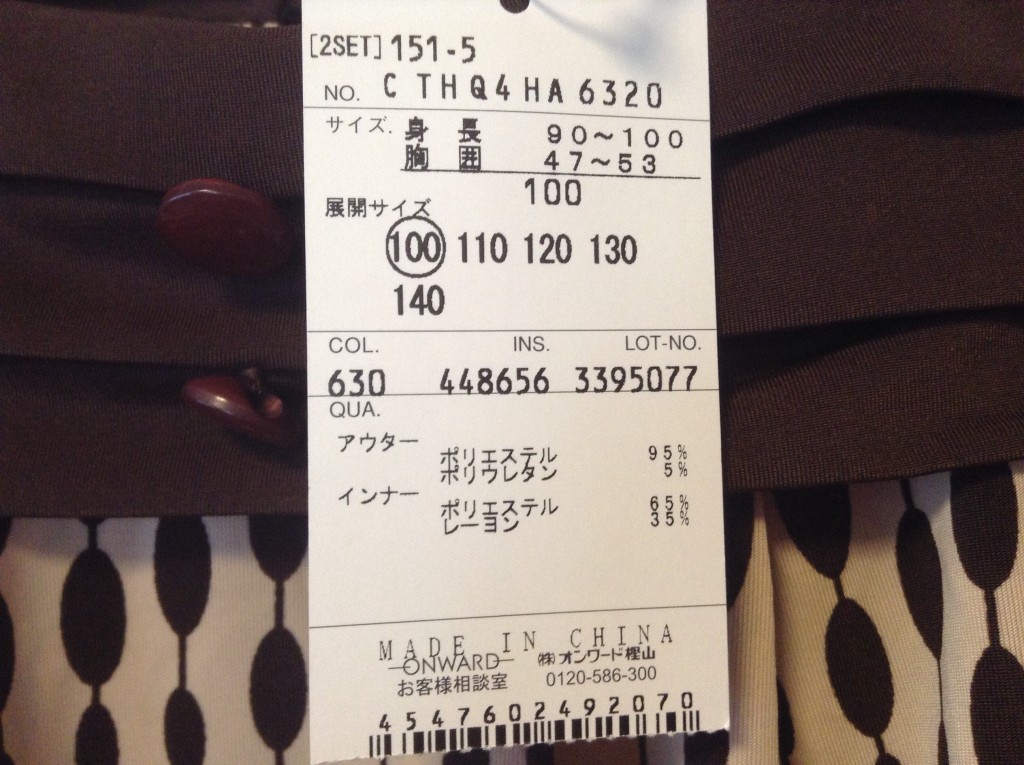 [2SET] 151-5
NO. CTHQ4HA6320
サイズ. 身長 90～100
胸囲 47～53
100
展開サイズ
100 110 120 130
140
COL. INS. LOT-NO.
630 448656 3395077
QUA.
アウター
ポリエステル 95%
ポリウレタン 5%
インナー
ポリエステル 65%
レーヨン 35%
MADE IN CHINA
ONWARD ㈱オンワード樫山
お客様相談室 0120-586-300
4547602492070